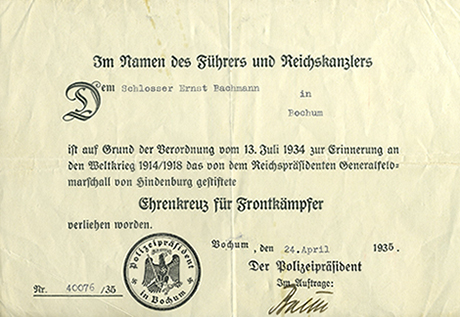 Im Namen des Führers und Reichskanzlers
Dem Schlosser Ernst Bachmann
in
Bochum
ist auf Grund der Verordnung vom 13. Juli 1934 zur Erinnerung an
den Weltkrieg 1914/1918 das von dem Reichspräsidenten Generalfeld-
marschall von Hindenburg gestiftete
Ehrenkreuz für Frontkämpfer
verliehen worden.
Bochum, den 24. April 1935.
Der Polizeipräsident
Im Auftrage:
Nr. 40076 /35
Polizeipräsident
in Bochum